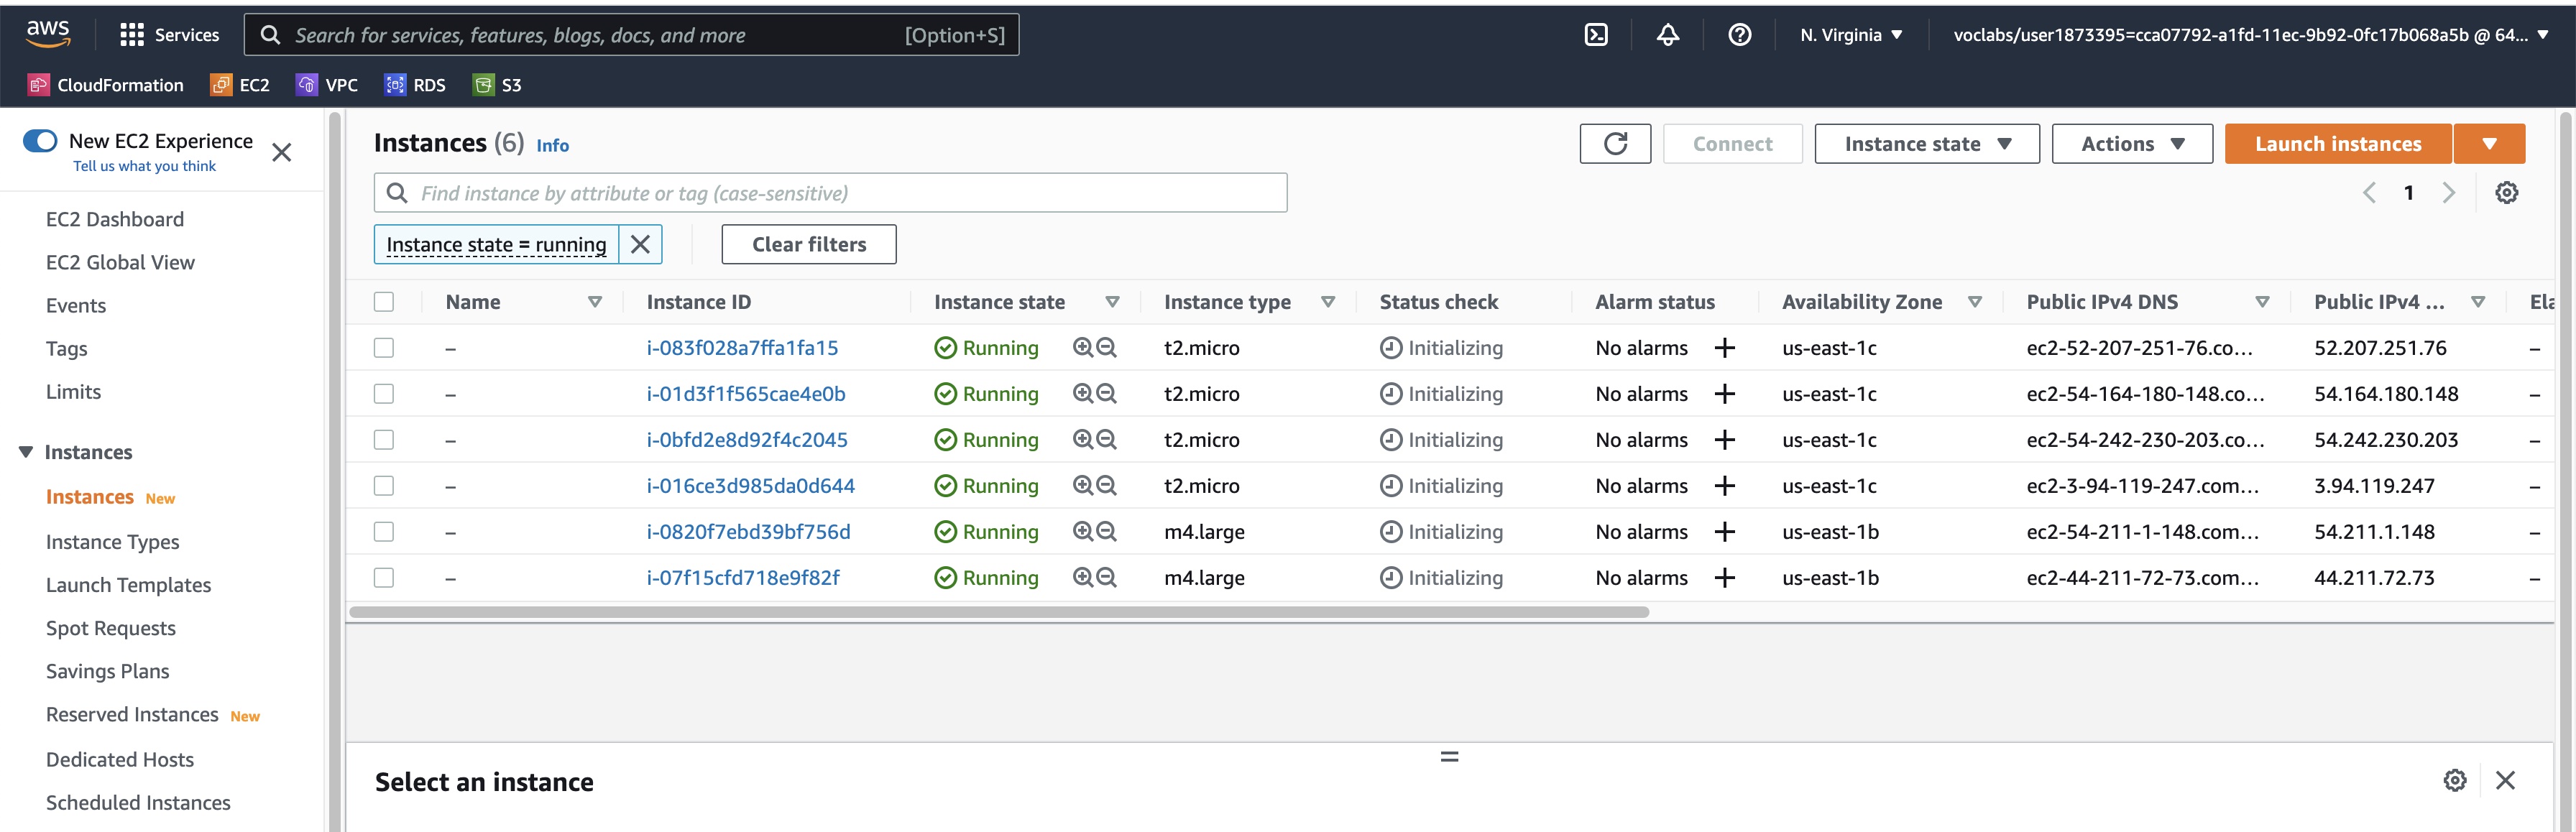 aws Services Search for services, features, blogs, docs, and more [Option+S] N. Virginia ▼ voclabs/user1873395=cca07792-a1fd-11ec-9b92-0fc17b068a5b @ 64... ▼
CloudFormation EC2 VPC RDS S3
New EC2 Experience
Tell us what you think
EC2 Dashboard
EC2 Global View
Events
Tags
Limits
Instances
Instances New
Instance Types
Launch Templates
Spot Requests
Savings Plans
Reserved Instances New
Dedicated Hosts
Scheduled Instances
Instances (6) Info Connect Instance state Actions Launch instances
Find instance by attribute or tag (case-sensitive) 1
Instance state = running Clear filters
Name Instance ID Instance state Instance type Status check Alarm status Availability Zone Public IPv4 DNS Public IPv4 ... Ela
– i-083f028a7ffa1fa15 Running t2.micro Initializing No alarms + us-east-1c ec2-52-207-251-76.co... 52.207.251.76 –
– i-01d3f1f565cae4e0b Running t2.micro Initializing No alarms + us-east-1c ec2-54-164-180-148.co... 54.164.180.148 –
– i-0bfd2e8d92f4c2045 Running t2.micro Initializing No alarms + us-east-1c ec2-54-242-230-203.co... 54.242.230.203 –
– i-016ce3d985da0d644 Running t2.micro Initializing No alarms + us-east-1c ec2-3-94-119-247.com... 3.94.119.247 –
– i-0820f7ebd39bf756d Running m4.large Initializing No alarms + us-east-1b ec2-54-211-1-148.com... 54.211.1.148 –
– i-07f15cfd718e9f82f Running m4.large Initializing No alarms + us-east-1b ec2-44-211-72-73.com... 44.211.72.73 –
Select an instance